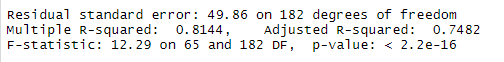 Residual standard error: 49.86 on 182 degrees of freedom
Multiple R-squared:  0.8144,    Adjusted R-squared:  0.7482
F-statistic: 12.29 on 65 and 182 DF,  p-value: < 2.2e-16